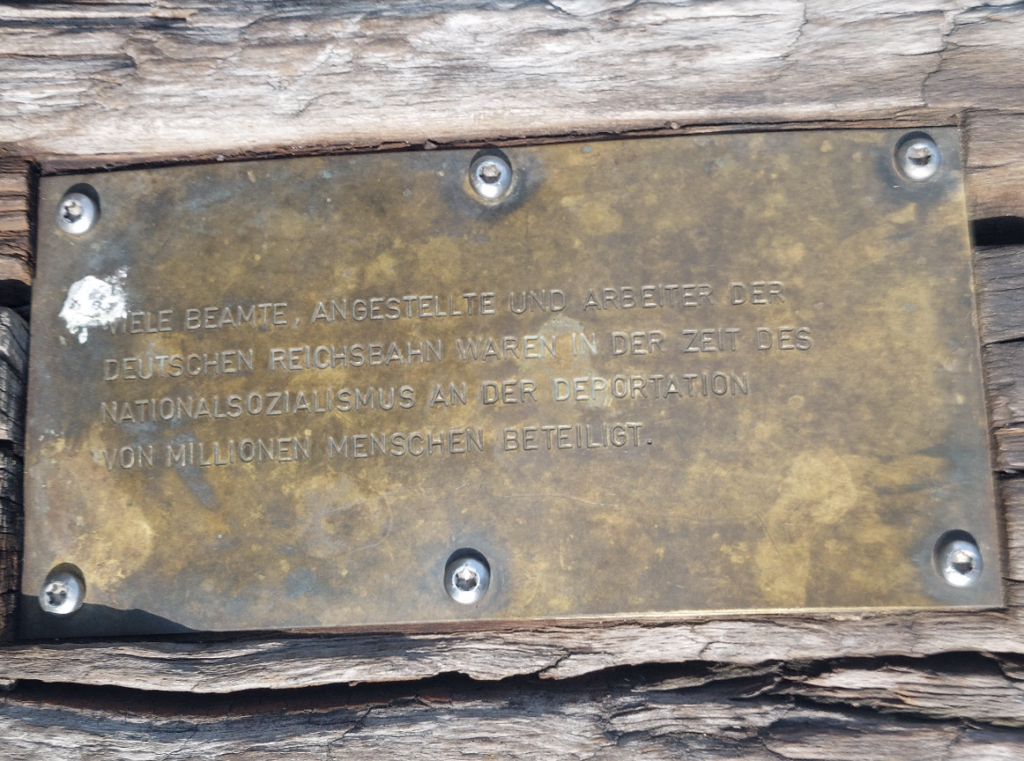 VIELE BEAMTE, ANGESTELLTE UND ARBEITER DER
DEUTSCHEN REICHSBAHN WAREN IN DER ZEIT DES
NATIONALSOZIALISMUS AN DER DEPORTATION
VON MILLIONEN MENSCHEN BETEILIGT.